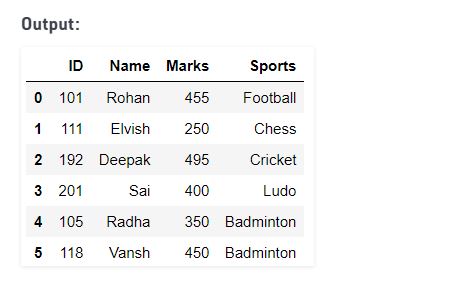 Output:
ID Name Marks Sports
0 101 Rohan 455 Football
1 111 Elvish 250 Chess
2 192 Deepak 495 Cricket
3 201 Sai 400 Ludo
4 105 Radha 350 Badminton
5 118 Vansh 450 Badminton